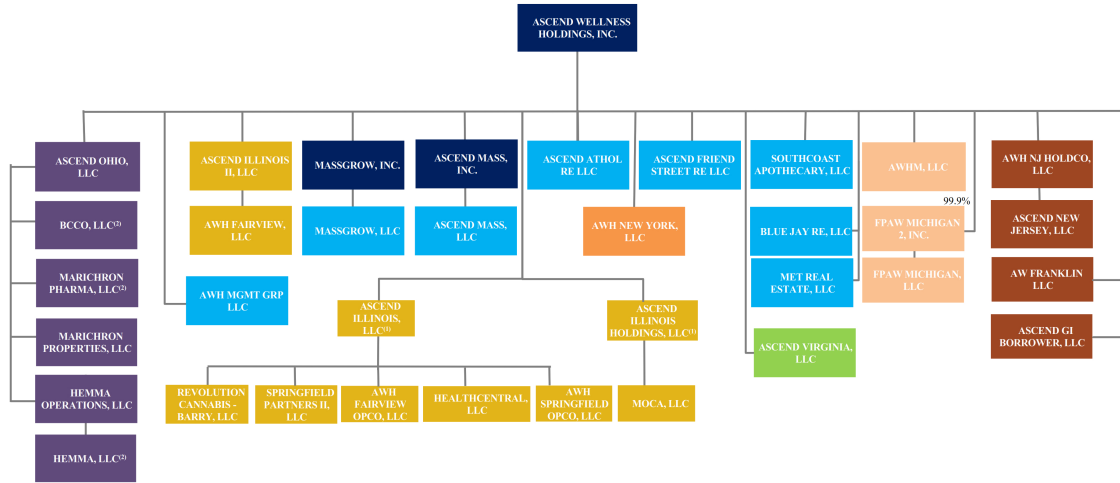 ASCEND WELLNESS
HOLDINGS, INC.
ASCEND OHIO,
LLC
BCCO, LLC(2)
MARICHRON
PHARMA, LLC(2)
MARICHRON
PROPERTIES, LLC
HEMMA
OPERATIONS, LLC
HEMMA, LLC(2)
ASCEND ILLINOIS
II, LLC
AWH FAIRVIEW,
LLC
AWH MGMT GRP
LLC
MASSGROW, INC.
MASSGROW, LLC
ASCEND MASS,
INC.
ASCEND MASS,
LLC
ASCEND ILLINOIS,
LLC(1)
REVOLUTION
CANNABIS -
BARRY, LLC
SPRINGFIELD
PARTNERS II,
LLC
AWH
FAIRVIEW
OPCO, LLC
HEALTHCENTRAL,
LLC
AWH
SPRINGFIELD
OPCO, LLC
ASCEND
ILLINOIS
HOLDINGS, LLC(1)
MOCA, LLC
ASCEND ATHOL
RE LLC
AWH NEW YORK,
LLC
ASCEND FRIEND
STREET RE LLC
SOUTHCOAST
APOTHECARY, LLC
BLUE JAY RE, LLC
MET REAL
ESTATE, LLC
ASCEND VIRGINIA,
LLC
AWHM, LLC
99.9%
FPAW MICHIGAN
2, INC.
FPAW MICHIGAN,
LLC
AWH NJ HOLDCO,
LLC
ASCEND NEW
JERSEY, LLC
AW FRANKLIN
LLC
ASCEND GI
BORROWER, LLC